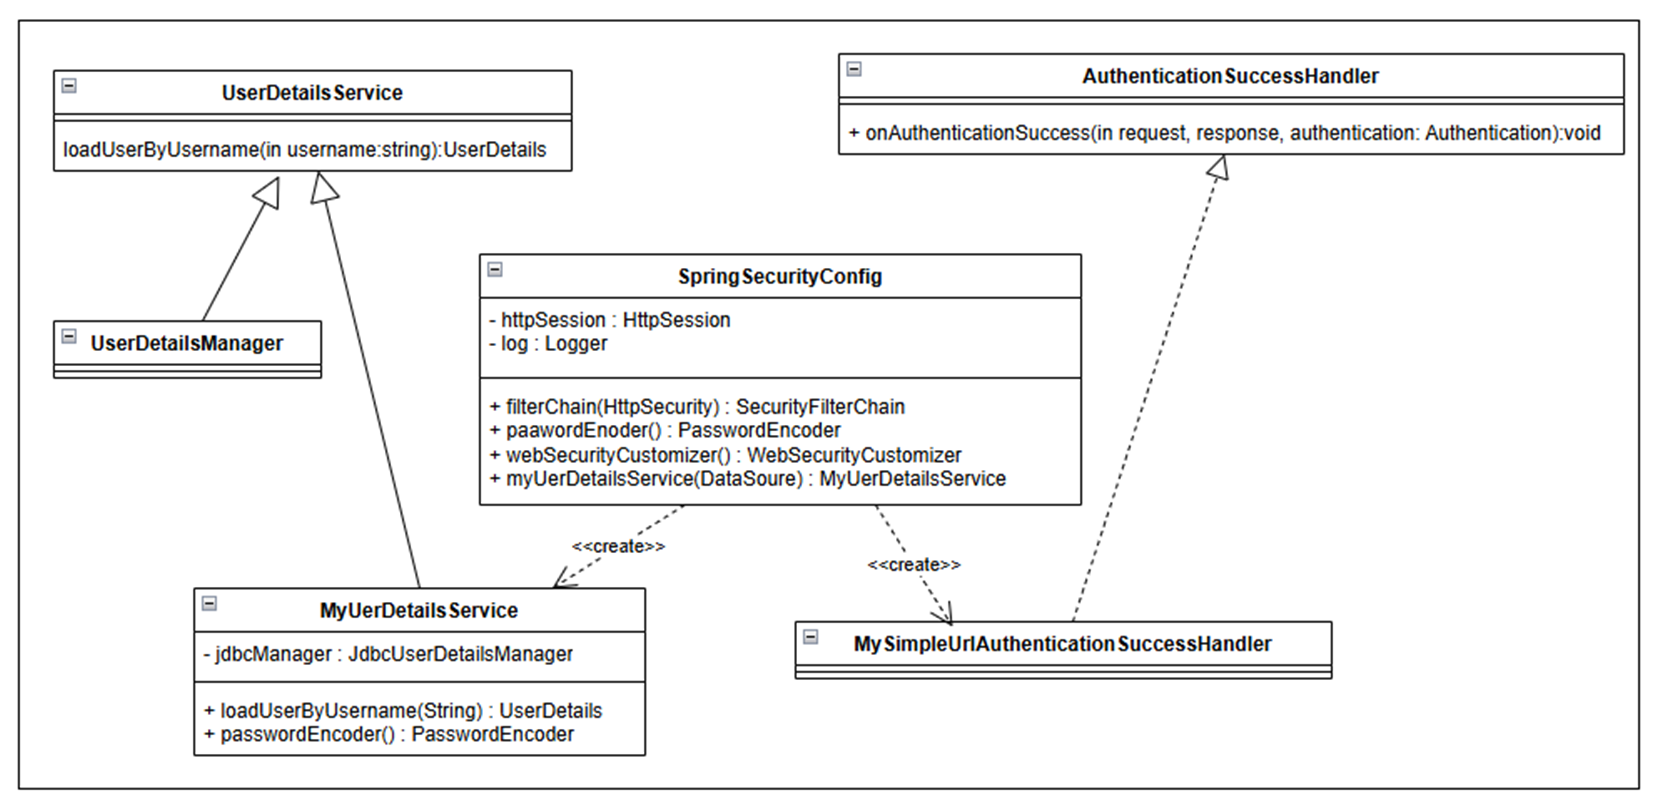 UserDetailsService
loadUserByUsername(in username:string):UserDetails
AuthenticationSuccessHandler
+ onAuthenticationSuccess(in request, response, authentication: Authentication):void
UserDetailsManager
SpringSecurityConfig
- httpSession : HttpSession
- log : Logger
+ filterChain(HttpSecurity) : SecurityFilterChain
+ paawordEnoder() : PasswordEncoder
+ webSecurityCustomizer() : WebSecurityCustomizer
+ myUerDetailsService(DataSoure) : MyUerDetailsService
<<create>>
<<create>>
MyUerDetailsService
- jdbcManager : JdbcUserDetailsManager
+ loadUserByUsername(String) : UserDetails
+ passwordEncoder() : PasswordEncoder
MySimpleUrlAuthenticationSuccessHandler